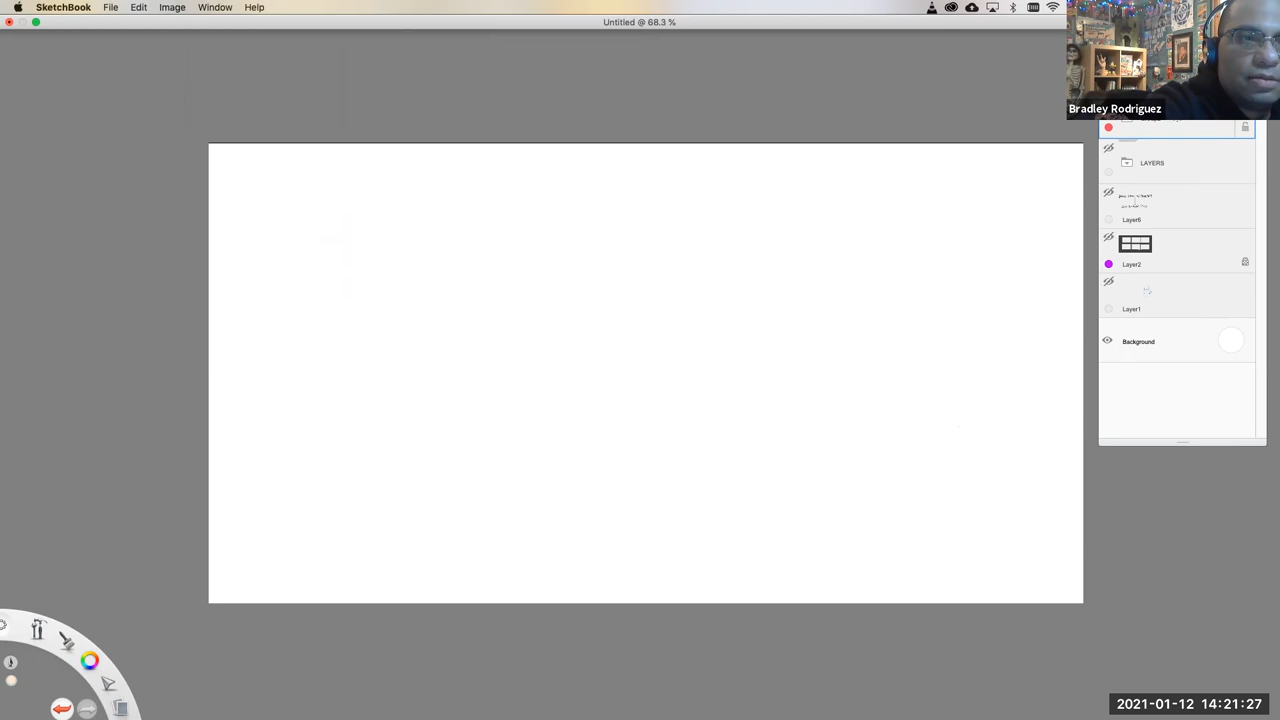 SketchBook File Edit Image Window Help
Untitled @ 68.3 %
Bradley Rodriguez
LAYERS
Layer6
Layer2
Layer1
Background
2021-01-12 14:21:27